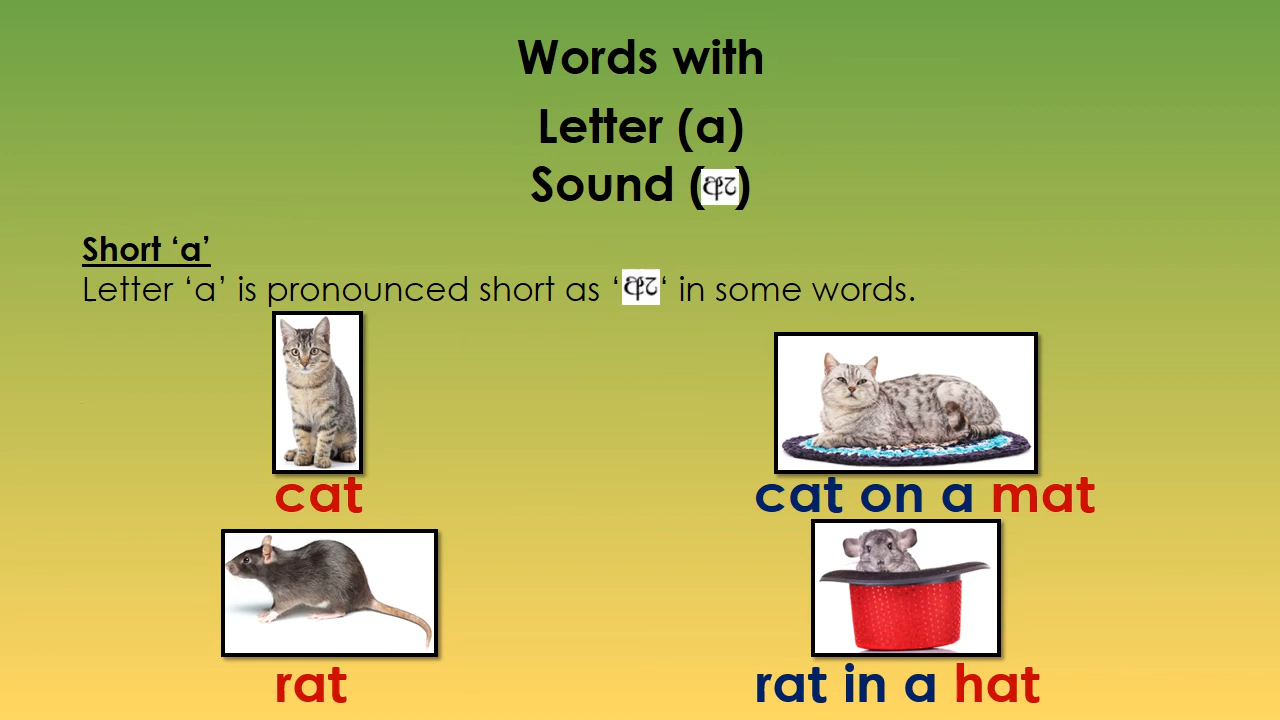 Words with
Letter (a)
Sound ()
Short ‘a’
Letter ‘a’ is pronounced short as ‘ ‘ in some words.
cat
cat on a mat
rat
rat in a hat